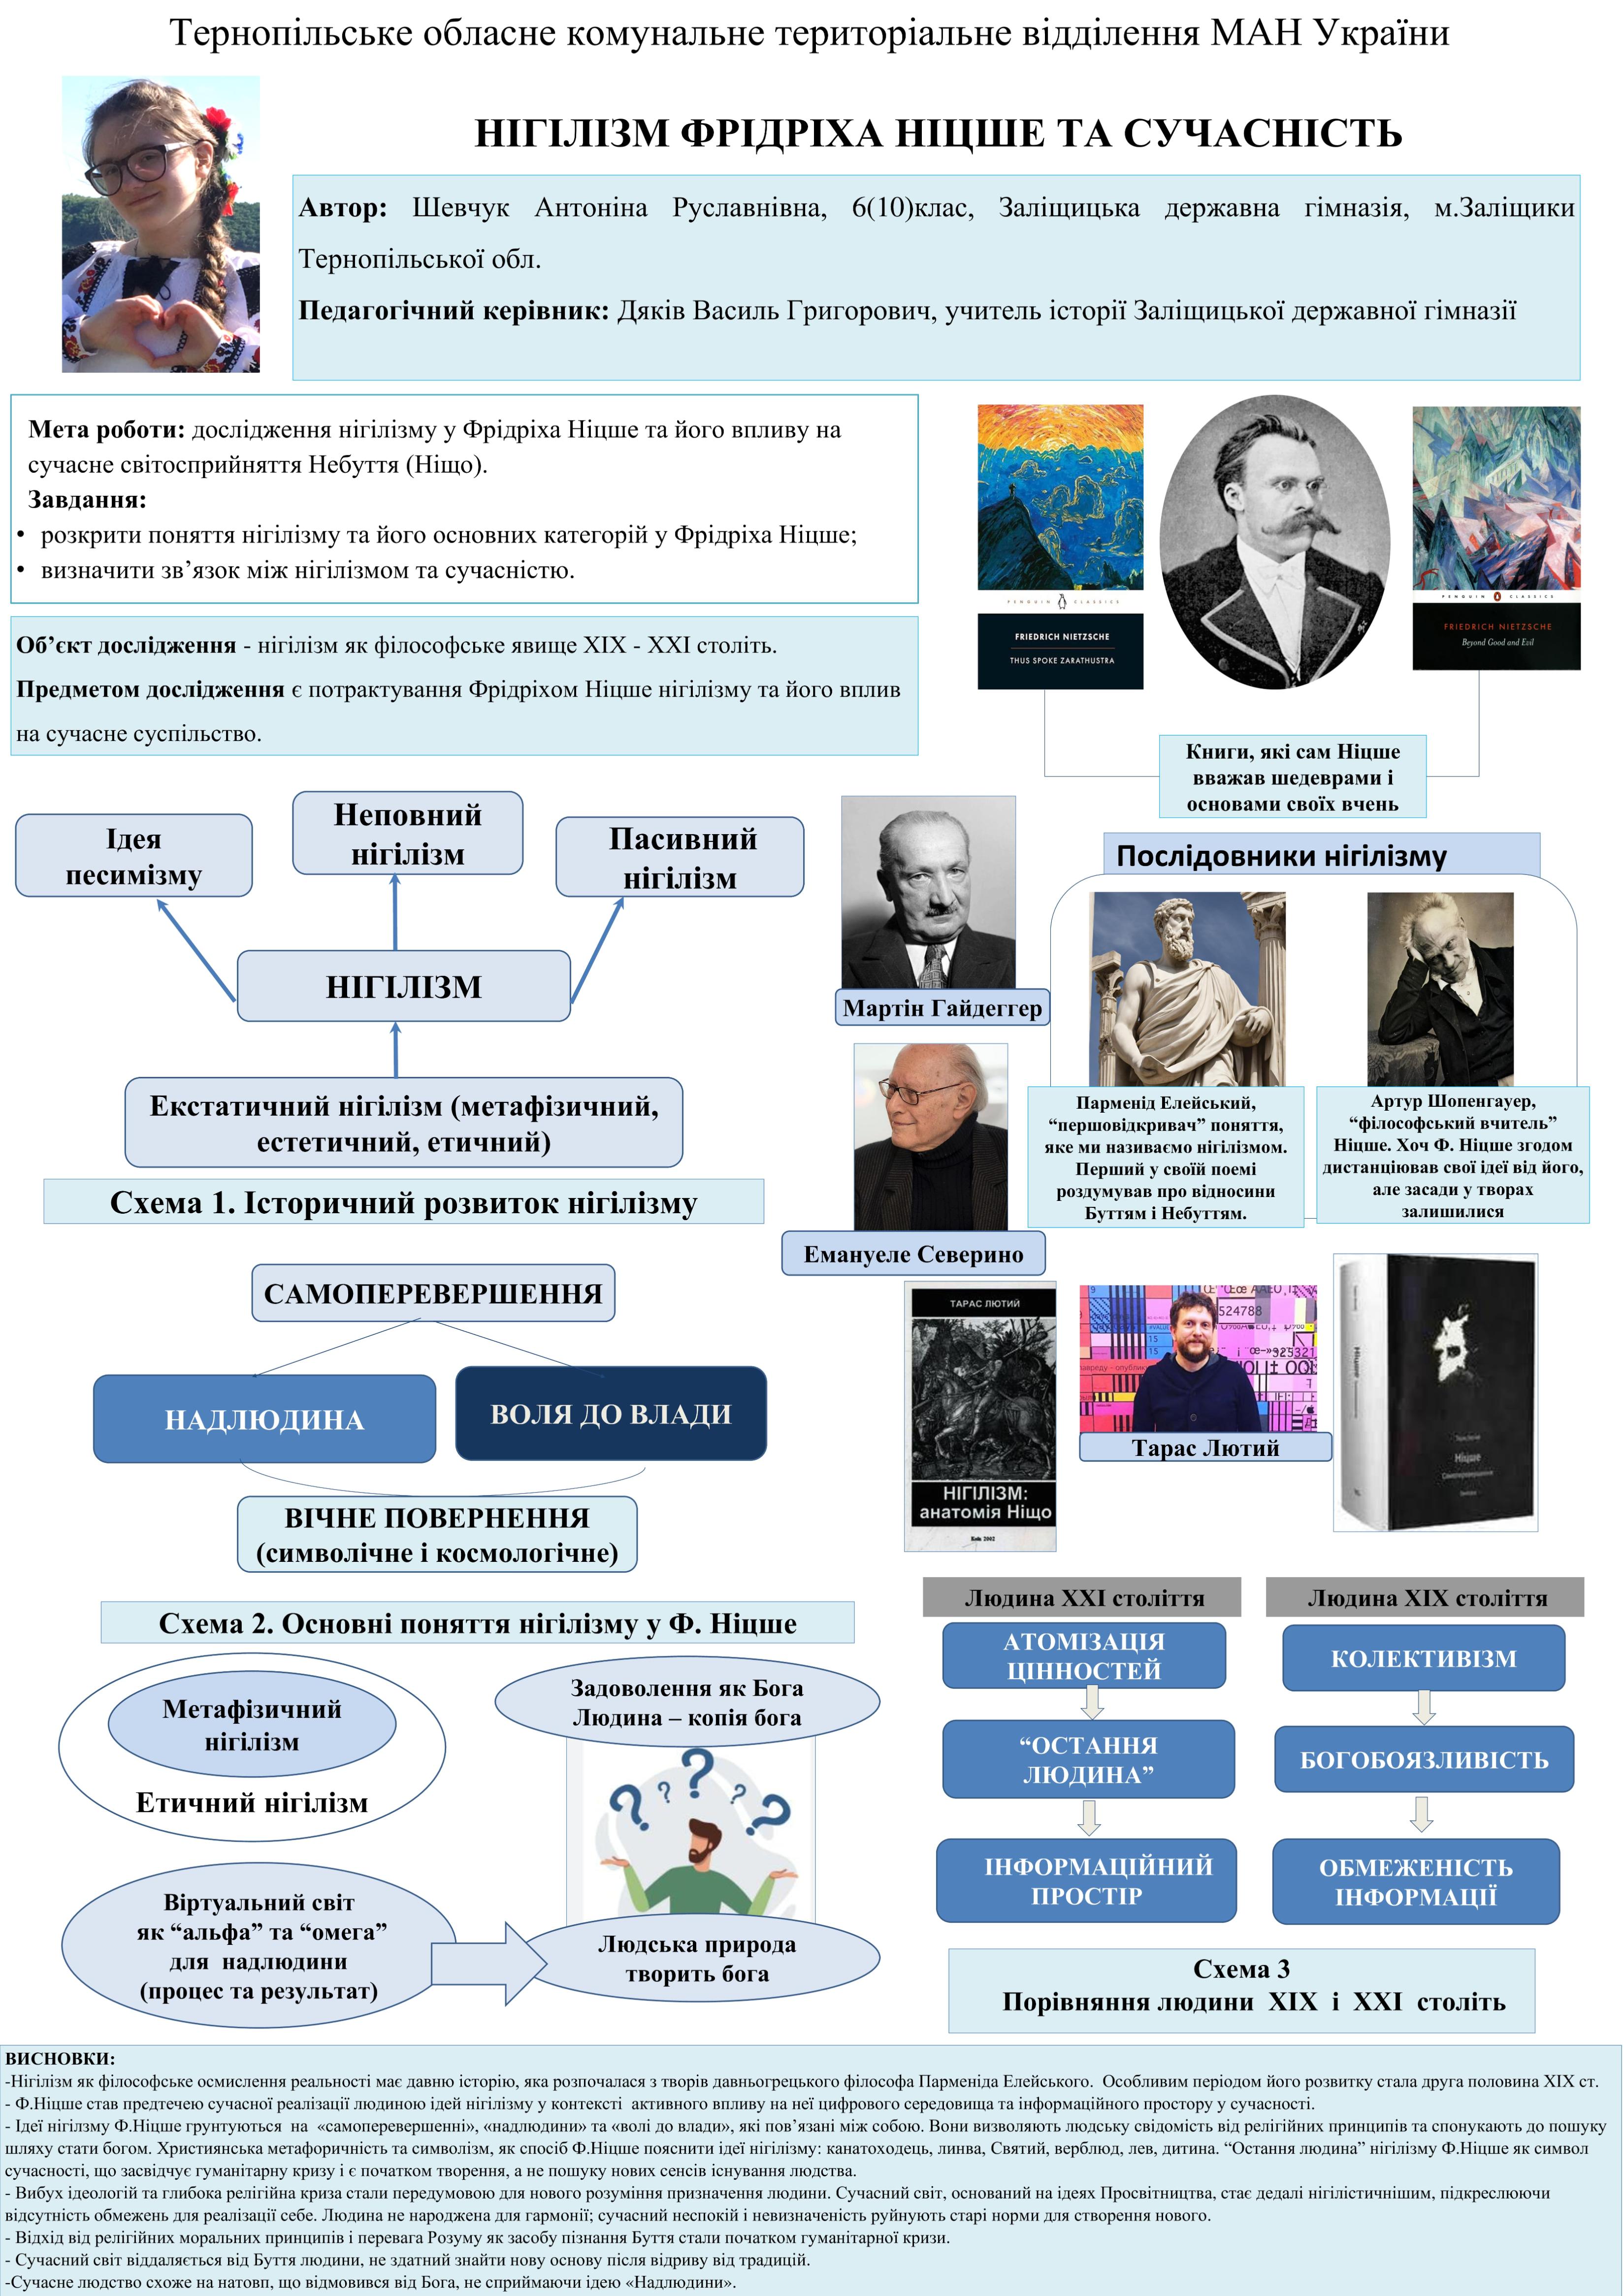 Тернопільське обласне комунальне територіальне відділення МАН України
НІГІЛІЗМ ФРІДРІХА НІЦШЕ ТА СУЧАСНІСТЬ
Автор: Шевчук Антоніна Руславнівна, 6(10)клас, Заліщицька державна гімназія, м.Заліщики
Тернопільської обл.
Педагогічний керівник: Дяків Василь Григорович, учитель історії Заліщицької державної гімназії
Мета роботи: дослідження нігілізму у Фрідріха Ніцше та його впливу на
сучасне світосприйняття Небуття (Ніщо).
Завдання:
• розкрити поняття нігілізму та його основних категорій у Фрідріха Ніцше;
• визначити зв’язок між нігілізмом та сучасністю.
Об’єкт дослідження - нігілізм як філософське явище XIX - XXI століть.
Предметом дослідження є потрактування Фрідріхом Ніцше нігілізму та його вплив
на сучасне суспільство.
PENGUIN CLASSICS
FRIEDRICH NIETZSCHE
THUS SPOKE ZARATHUSTRA
PENGUIN CLASSICS
FRIEDRICH NIETZSCHE
Beyond Good and Evil
Книги, які сам Ніцше
вважав шедеврами і
основами своїх вчень
Ідея
песимізму
Неповний
нігілізм
Пасивний
нігілізм
НІГІЛІЗМ
Екстатичний нігілізм (метафізичний,
естетичний, етичний)
Схема 1. Історичний розвиток нігілізму
Мартін Гайдеггер
Емануеле Северино
Послідовники нігілізму
Парменід Елейський,
“першовідкривач” поняття,
яке ми називаємо нігілізмом.
Перший у своїй поемі
роздумував про відносини
Буттям і Небуттям.
Артур Шопенгауер,
“філософський вчитель”
Ніцше. Хоч Ф. Ніцше згодом
дистанціював свої ідеї від його,
але засади у творах
залишилися
САМОПЕРЕВЕРШЕННЯ
НАДЛЮДИНА
ВОЛЯ ДО ВЛАДИ
ВІЧНЕ ПОВЕРНЕННЯ
(символічне і космологічне)
Схема 2. Основні поняття нігілізму у Ф. Ніцше
ТАРАС ЛЮТИЙ
НІГІЛІЗМ:
анатомія Ніщо
Київ 2002
524788
15
15
325321
Тарас Лютий
Ніцше
Метафізичний
нігілізм
Етичний нігілізм
Задоволення як Бога
Людина – копія бога
Віртуальний світ
як “альфа” та “омега”
для надлюдини
(процес та результат)
Людська природа
творить бога
Людина XXI століття
АТОМІЗАЦІЯ
ЦІННОСТЕЙ
“ОСТАННЯ
ЛЮДИНА”
ІНФОРМАЦІЙНИЙ
ПРОСТІР
Людина XIX століття
КОЛЕКТИВІЗМ
БОГОБОЯЗЛИВІСТЬ
ОБМЕЖЕНІСТЬ
ІНФОРМАЦІЇ
Схема 3
Порівняння людини XIX і XXI століть
ВИСНОВКИ:
-Нігілізм як філософське осмислення реальності має давню історію, яка розпочалася з творів давньогрецького філософа Парменіда Елейського. Особливим періодом його розвитку стала друга половина XIX ст.
- Ф.Ніцше став предтечею сучасної реалізації людиною ідей нігілізму у контексті активного впливу на неї цифрового середовища та інформаційного простору у сучасності.
- Ідеї нігілзму Ф.Ніцше грунтуються на «самоперевершенні», «надлюдини» та «волі до влади», які пов’язані між собою. Вони визволяють людську свідомість від релігійних принципів та спонукають до пошуку
шляху стати богом. Християнська метафоричність та символізм, як спосіб Ф.Ніцше пояснити ідеї нігілізму: канатоходець, линва, Святий, верблюд, лев, дитина. “Остання людина” нігілізму Ф.Ніцше як символ
сучасності, що засвідчує гуманітарну кризу і є початком творення, а не пошуку нових сенсів існування людства.
- Вибух ідеологій та глибока релігійна криза стали передумовою для нового розуміння призначення людини. Сучасний світ, оснований на ідеях Просвітництва, стає дедалі нігілістичнішим, підкреслюючи
відсутність обмежень для реалізації себе. Людина не народжена для гармонії; сучасний неспокій і невизначеність руйнують старі норми для створення нового.
- Відхід від релігійних моральних принципів і перевага Розуму як засобу пізнання Буття стали початком гуманітарної кризи.
- Сучасний світ віддаляється від Буття людини, не здатний знайти нову основу після відриву від традицій.
-Сучасне людство схоже на натовп, що відмовився від Бога, не сприймаючи ідею «Надлюдини».